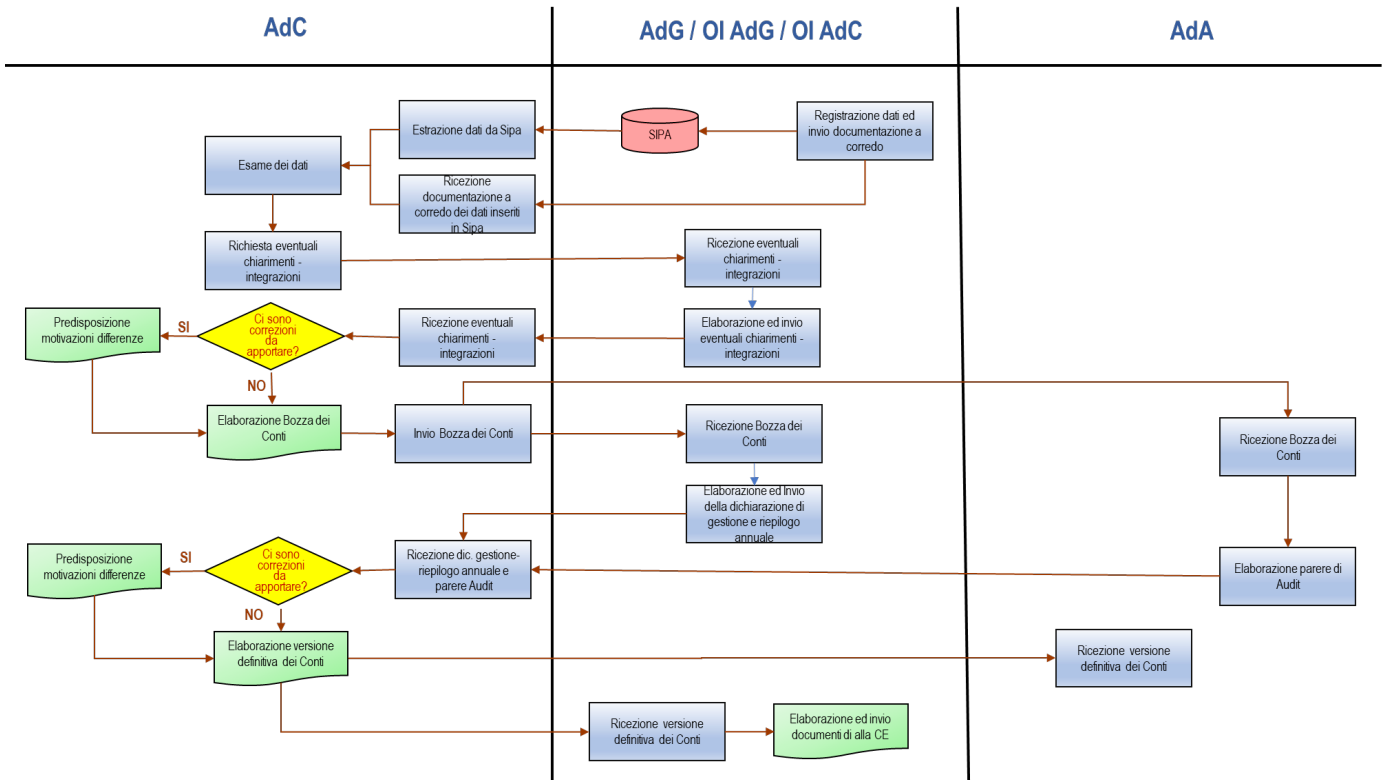 AdC
AdG / OI AdG / OI AdC
AdA
Estrazione dati da Sipa
SIPA
Registrazione dati ed
invio documentazione a
corredo
Esame dei dati
Ricezione
documentazione a
corredo dei dati inseriti
in Sipa
Richiesta eventuali
chiarimenti -
integrazioni
Ricezione eventuali
chiarimenti -
integrazioni
Predisposizione
motivazioni differenze
SI
Ci sono
correzioni
da
apportare?
Ricezione eventuali
chiarimenti -
integrazioni
Elaborazione ed invio
eventuali chiarimenti -
integrazioni
NO
Elaborazione Bozza dei
Conti
Invio Bozza dei Conti
Ricezione Bozza dei
Conti
Ricezione Bozza dei
Conti
Elaborazione ed Invio
della dichiarazione di
gestione e riepilogo
annuale
Predisposizione
motivazioni differenze
SI
Ci sono
correzioni
da
apportare?
Ricezione dic. gestione-
riepilogo annuale e
parere Audit
Elaborazione parere di
Audit
NO
Elaborazione versione
definitiva dei Conti
Ricezione versione
definitiva dei Conti
Ricezione versione
definitiva dei Conti
Elaborazione ed invio
documenti di alla CE